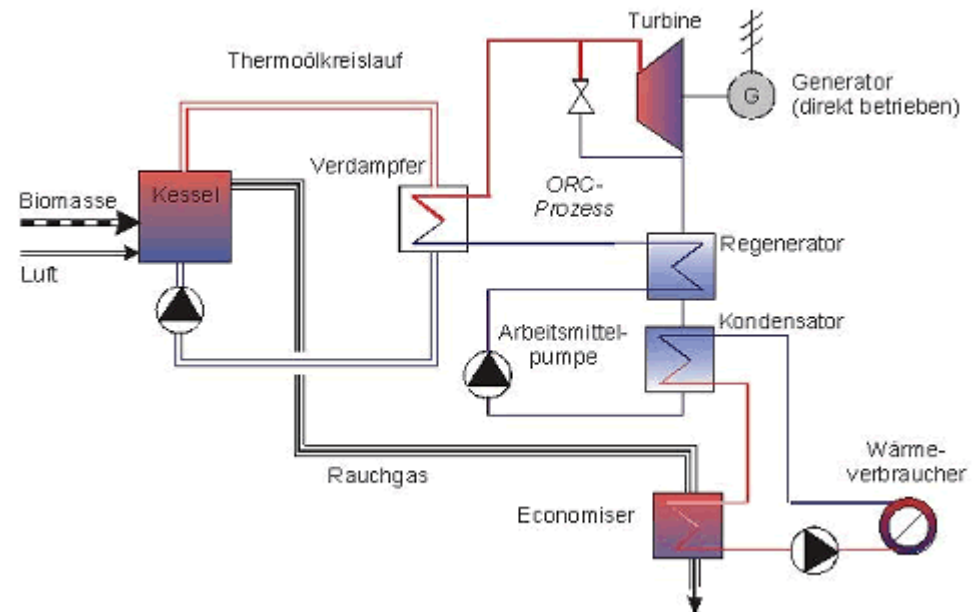 Turbine
Thermoölkreislauf
G
Generator
(direkt betrieben)
Verdampfer
Kessel
Biomasse
ORC-
Prozess
Regenerator
Luft
Kondensator
Arbeitsmittel-
pumpe
Wärme-
verbraucher
Rauchgas
Economiser